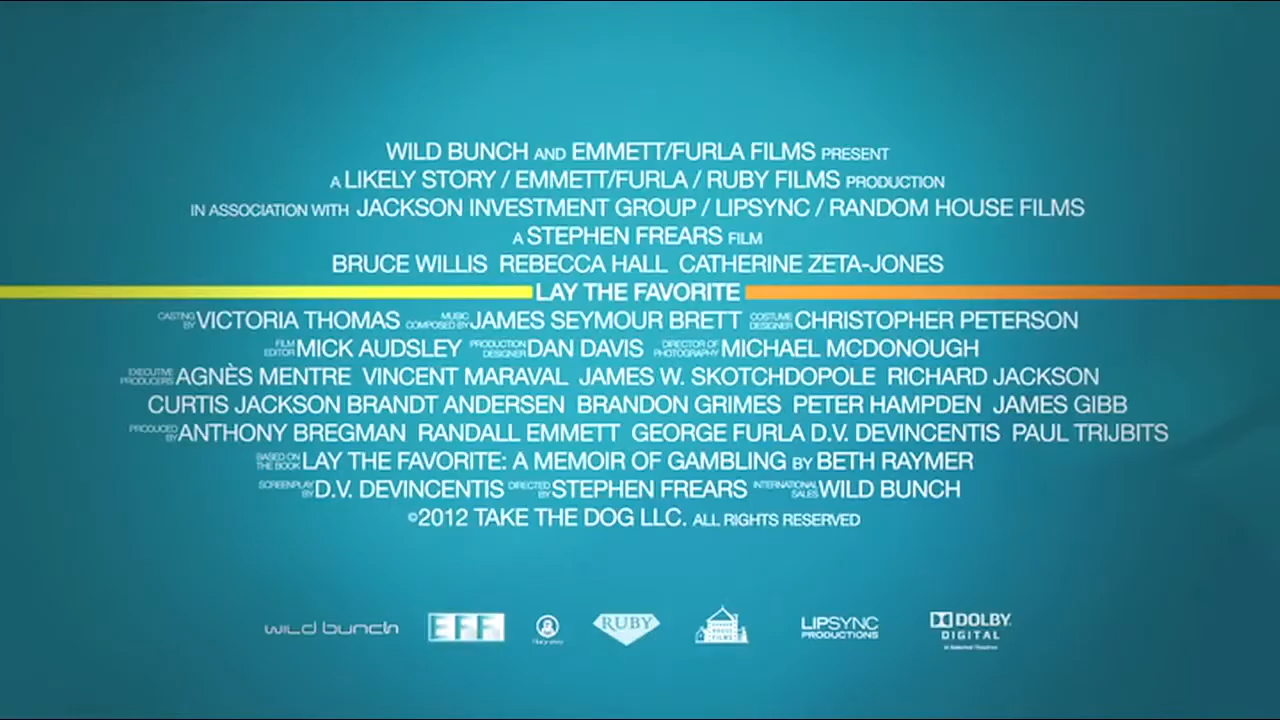 WILD BUNCH AND EMMETT/FURLA FILMS PRESENT
A LIKELY STORY / EMMETT/FURLA / RUBY FILMS PRODUCTION
IN ASSOCIATION WITH JACKSON INVESTMENT GROUP / LIPSYNC / RANDOM HOUSE FILMS
A STEPHEN FREARS FILM
BRUCE WILLIS REBECCA HALL CATHERINE ZETA-JONES
LAY THE FAVORITE
CASTING BY VICTORIA THOMAS MUSIC COMPOSED BY JAMES SEYMOUR BRETT COSTUME DESIGNER CHRISTOPHER PETERSON
FILM EDITOR MICK AUDSLEY PRODUCTION DESIGNER DAN DAVIS DIRECTOR OF PHOTOGRAPHY MICHAEL MCDONOUGH
EXECUTIVE PRODUCERS AGNÈS MENTRE VINCENT MARAVAL JAMES W. SKOTCHDOPOLE RICHARD JACKSON
CURTIS JACKSON BRANDT ANDERSEN BRANDON GRIMES PETER HAMPDEN JAMES GIBB
PRODUCED BY ANTHONY BREGMAN RANDALL EMMETT GEORGE FURLA D.V. DEVINCENTIS PAUL TRIJBITS
BASED ON THE BOOK LAY THE FAVORITE: A MEMOIR OF GAMBLING BY BETH RAYMER
SCREENPLAY BY D.V. DEVINCENTIS DIRECTED BY STEPHEN FREARS INTERNATIONAL SALES WILD BUNCH
©2012 TAKE THE DOG LLC. ALL RIGHTS RESERVED
wild bunch EFF RUBY HOUSE FILMS LIPSYNC PRODUCTIONS DOLBY DIGITAL